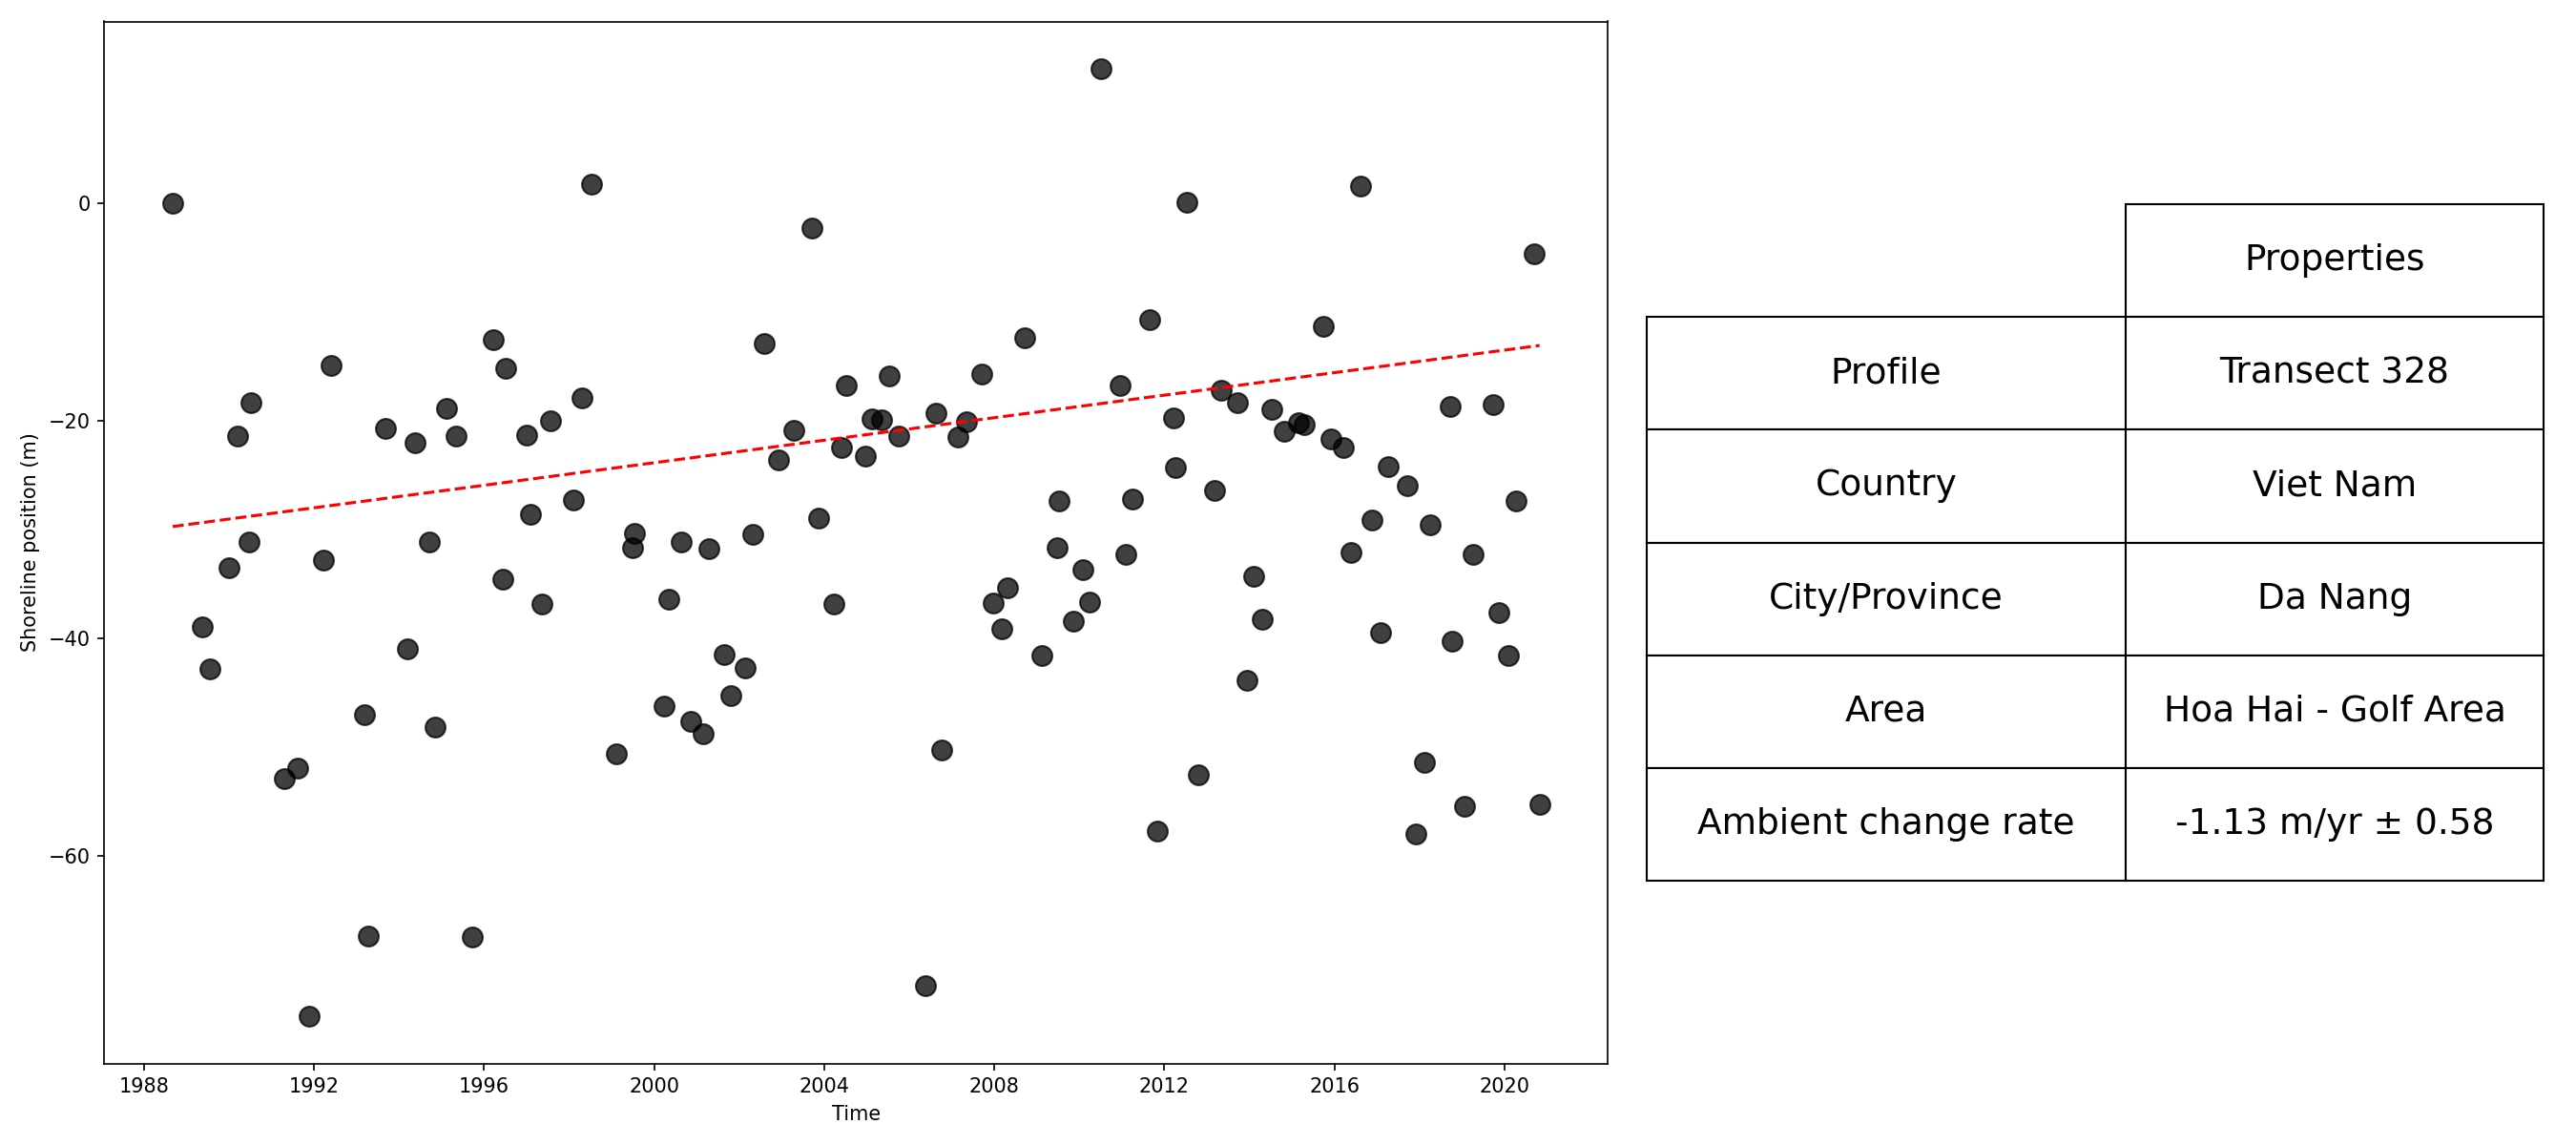 0
−20
−40
−60
Shoreline position (m)
1988 1992 1996 2000 2004 2008 2012 2016 2020
Time
Properties
Profile Transect 328
Country Viet Nam
City/Province Da Nang
Area Hoa Hai - Golf Area
Ambient change rate -1.13 m/yr ± 0.58